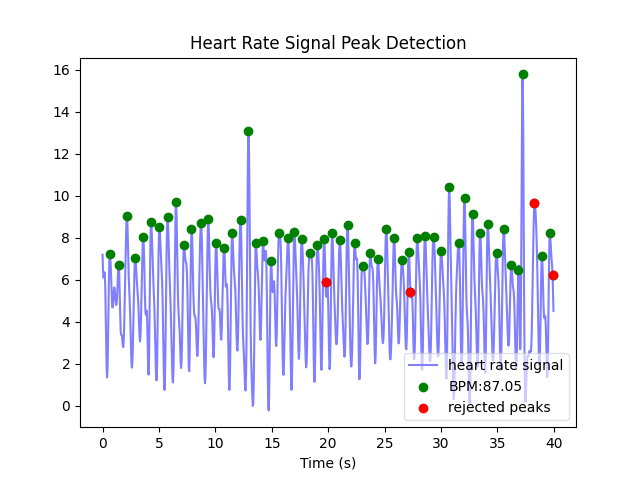 Heart Rate Signal Peak Detection
16
14
12
10
8
6
4
2
0
heart rate signal
BPM:87.05
rejected peaks
0 5 10 15 20 25 30 35 40
Time (s)